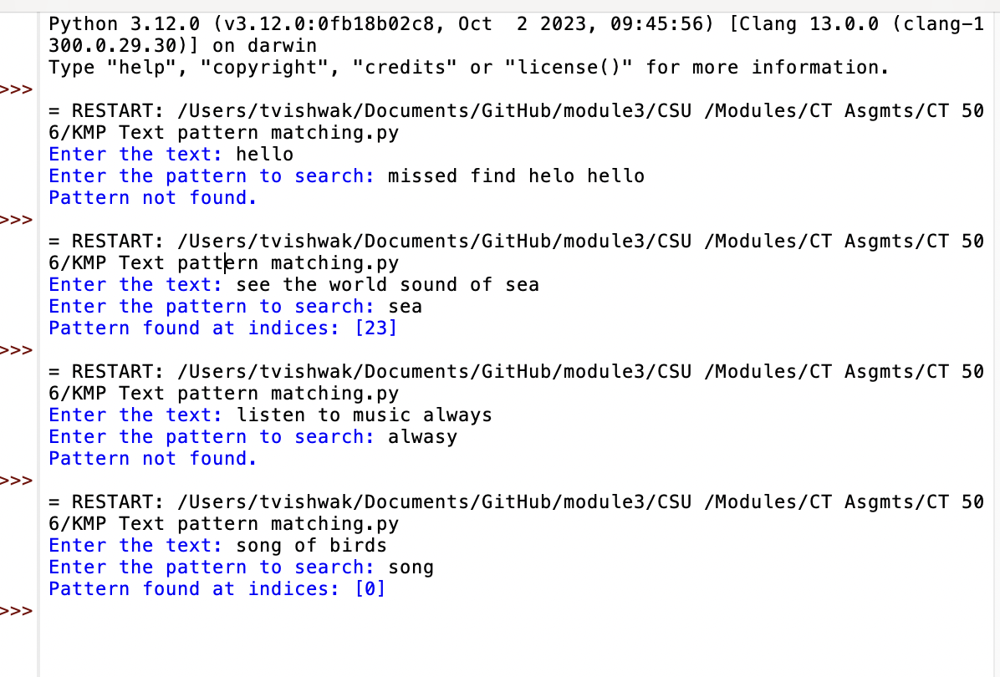 Python 3.12.0 (v3.12.0:0fb18b02c8, Oct  2 2023, 09:45:56) [Clang 13.0.0 (clang-1
300.0.29.30)] on darwin
Type "help", "copyright", "credits" or "license()" for more information.
>>>
= RESTART: /Users/tvishwak/Documents/GitHub/module3/CSU /Modules/CT Asgmts/CT 50
6/KMP Text pattern matching.py
Enter the text: hello
Enter the pattern to search: missed find helo hello
Pattern not found.
>>>
= RESTART: /Users/tvishwak/Documents/GitHub/module3/CSU /Modules/CT Asgmts/CT 50
6/KMP Text pattern matching.py
Enter the text: see the world sound of sea
Enter the pattern to search: sea
Pattern found at indices: [23]
>>>
= RESTART: /Users/tvishwak/Documents/GitHub/module3/CSU /Modules/CT Asgmts/CT 50
6/KMP Text pattern matching.py
Enter the text: listen to music always
Enter the pattern to search: alwasy
Pattern not found.
>>>
= RESTART: /Users/tvishwak/Documents/GitHub/module3/CSU /Modules/CT Asgmts/CT 50
6/KMP Text pattern matching.py
Enter the text: song of birds
Enter the pattern to search: song
Pattern found at indices: [0]
>>>